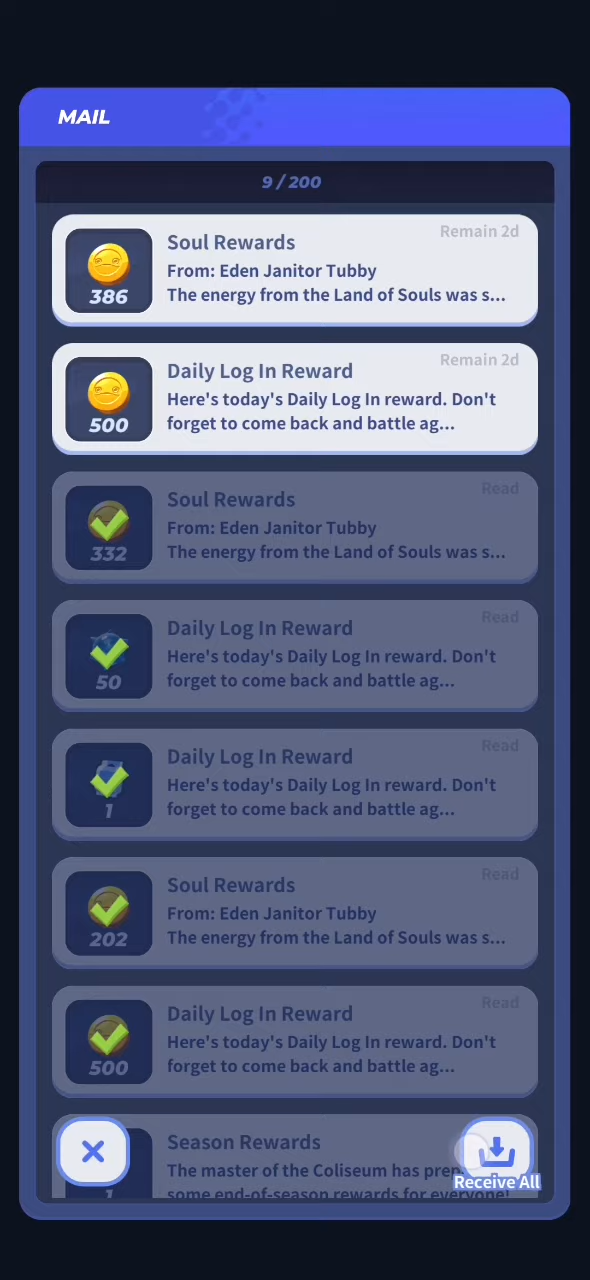 MAIL
9 / 200
Remain 2d
Soul Rewards
From: Eden Janitor Tubby
The energy from the Land of Souls was s...
386
Remain 2d
Daily Log In Reward
Here's today's Daily Log In reward. Don't
forget to come back and battle ag...
500
Read
Soul Rewards
From: Eden Janitor Tubby
The energy from the Land of Souls was s...
332
Read
Daily Log In Reward
Here's today's Daily Log In reward. Don't
forget to come back and battle ag...
50
Read
Daily Log In Reward
Here's today's Daily Log In reward. Don't
forget to come back and battle ag...
1
Read
Soul Rewards
From: Eden Janitor Tubby
The energy from the Land of Souls was s...
202
Read
Daily Log In Reward
Here's today's Daily Log In reward. Don't
forget to come back and battle ag...
500
Season Rewards
The master of the Coliseum has
some end-of-season rewards for everyone!
Receive All